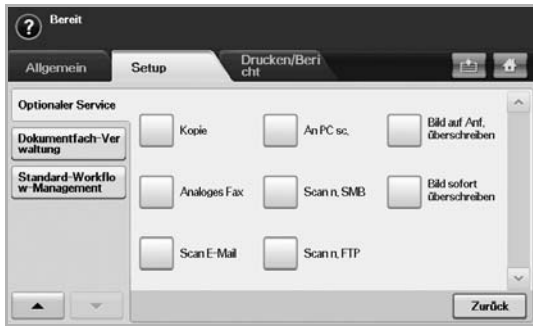 ?
Bereit
Allgemein
Setup
Drucken/Beri
cht
Optionaler Service
Dokumentfach-Ver
waltung
Standard-Workflo
w-Management
Kopie
An PC sc.
Bild auf Anf.
überschreiben
Analoges Fax
Scan n. SMB
Bild sofort
überschreiben
Scan E-Mail
Scan n. FTP
Zurück